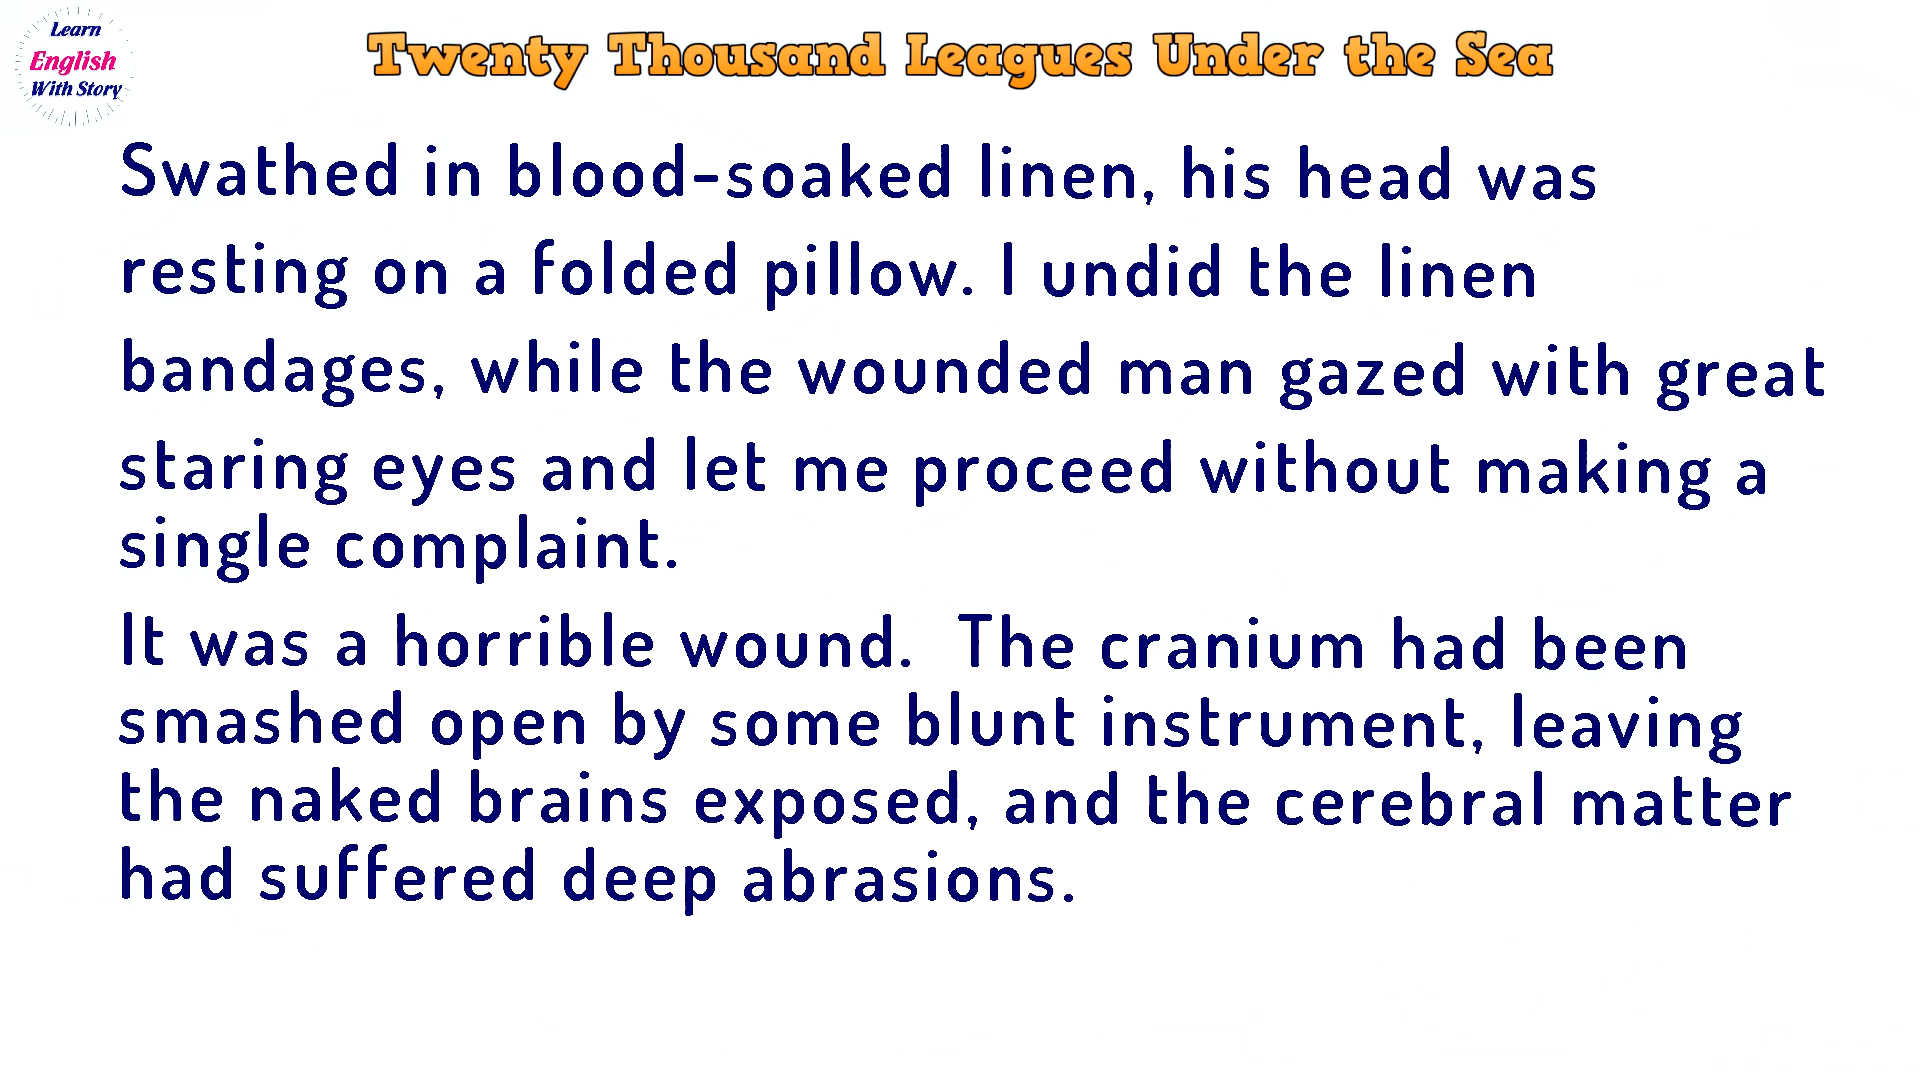 Learn
English
With Story
Twenty Thousand Leagues Under the Sea
Swathed in blood-soaked linen, his head was
resting on a folded pillow. I undid the linen
bandages, while the wounded man gazed with great
staring eyes and let me proceed without making a
single complaint.
It was a horrible wound.  The cranium had been
smashed open by some blunt instrument, leaving
the naked brains exposed, and the cerebral matter
had suffered deep abrasions.